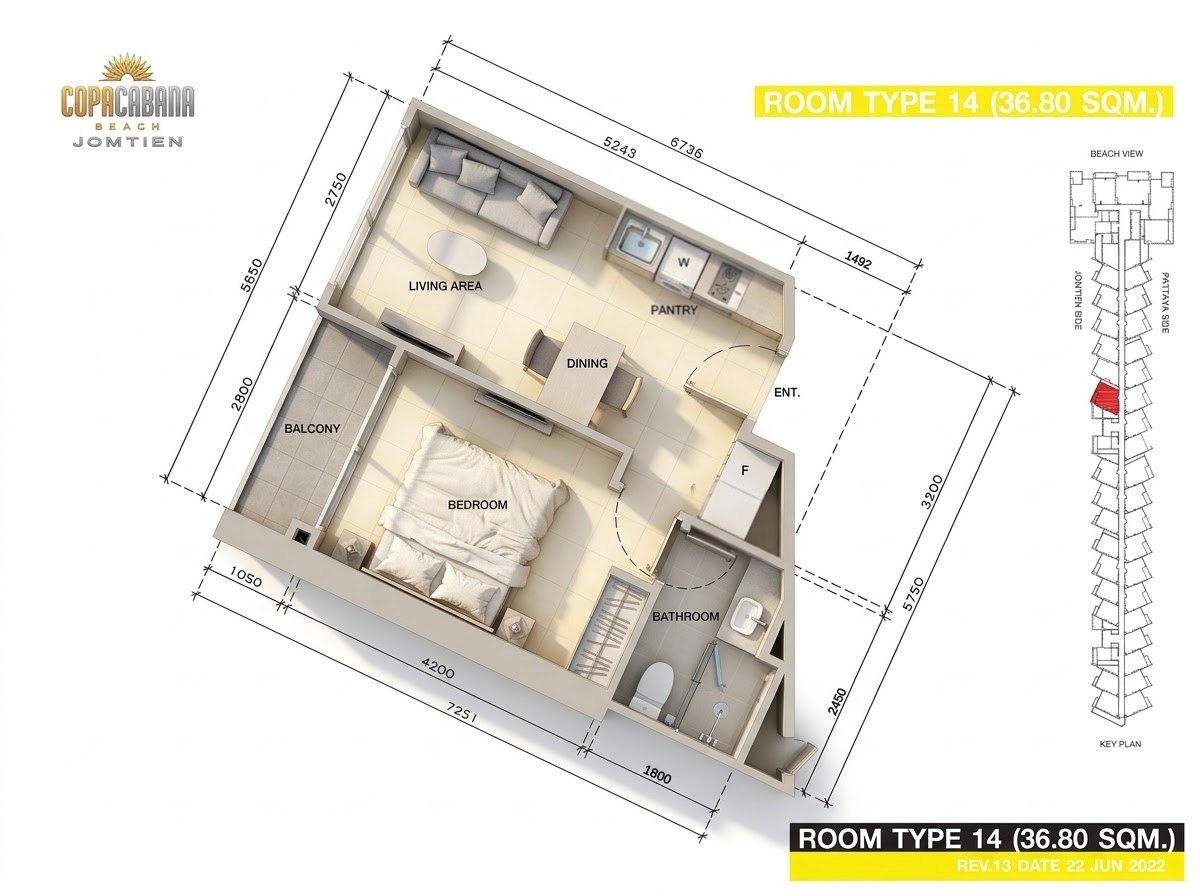 COPACABANA
BEACH
JOMTIEN
ROOM TYPE 14 (36.80 SQM.)
6736
5243
1492
2750
5650
2800
LIVING AREA
W
PANTRY
DINING
ENT.
BALCONY
BEDROOM
F
BATHROOM
3200
5750
2450
1050
4200
7251
1800
BEACH VIEW
JOMTIEN SIDE
PATTAYA SIDE
KEY PLAN
ROOM TYPE 14 (36.80 SQM.)
REV.13 DATE 22 JUN 2022